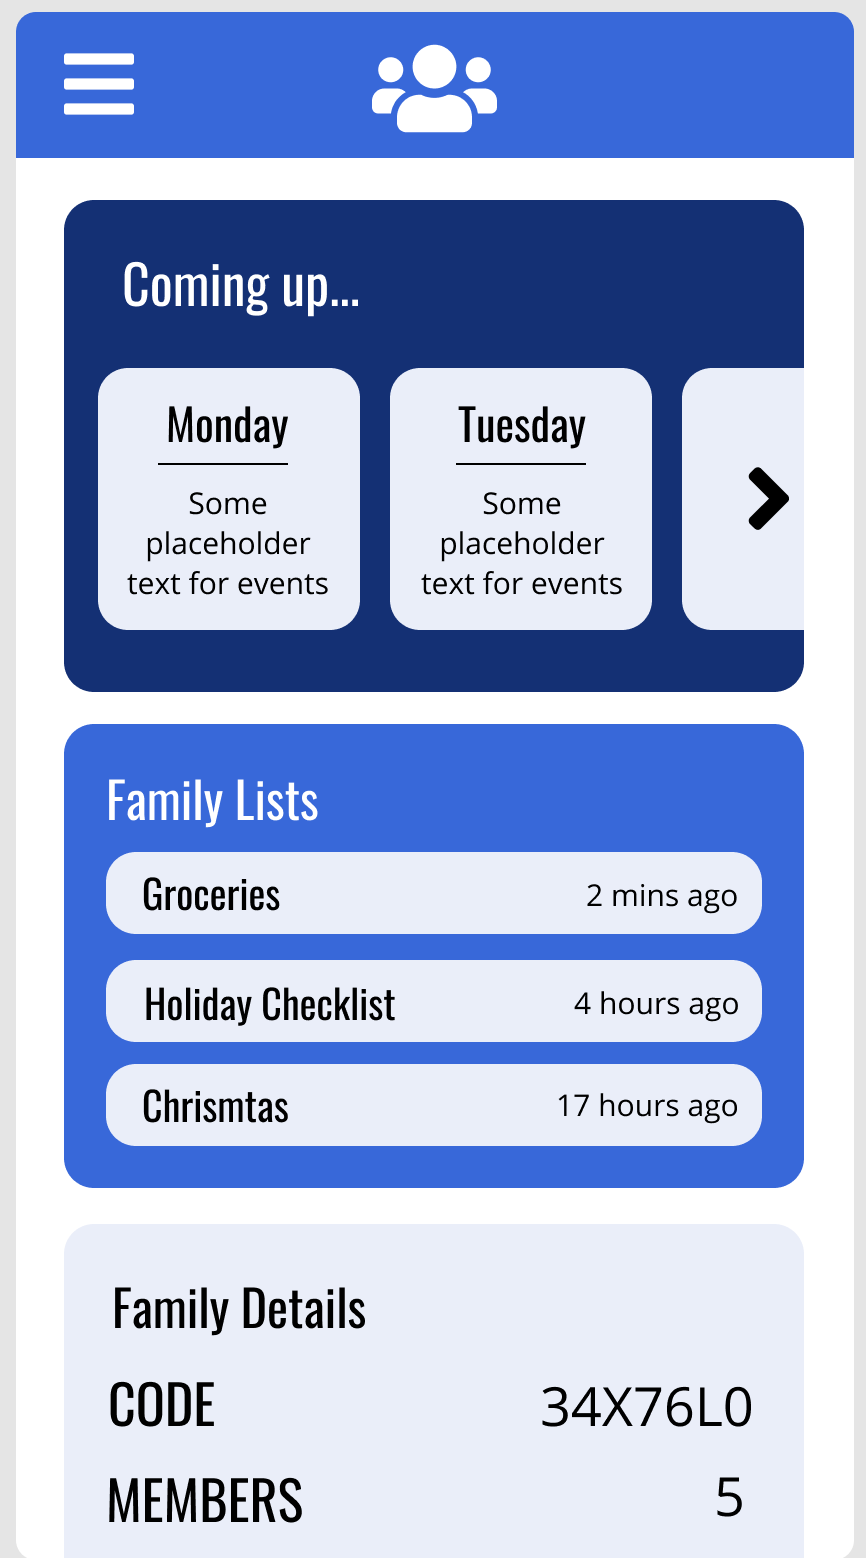 Coming up...
Monday
Some
placeholder
text for events
Tuesday
Some
placeholder
text for events
Family Lists
Groceries 2 mins ago
Holiday Checklist 4 hours ago
Chrismtas 17 hours ago
Family Details
CODE 34X76L0
MEMBERS 5